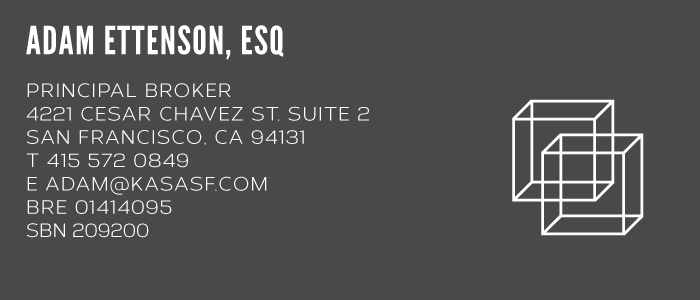 ADAM ETTENSON, ESQ
PRINCIPAL BROKER
4221 CESAR CHAVEZ ST. SUITE 2
SAN FRANCISCO, CA 94131
T 415 572 0849
E ADAM@KASASF.COM
BRE 01414095
SBN 209200